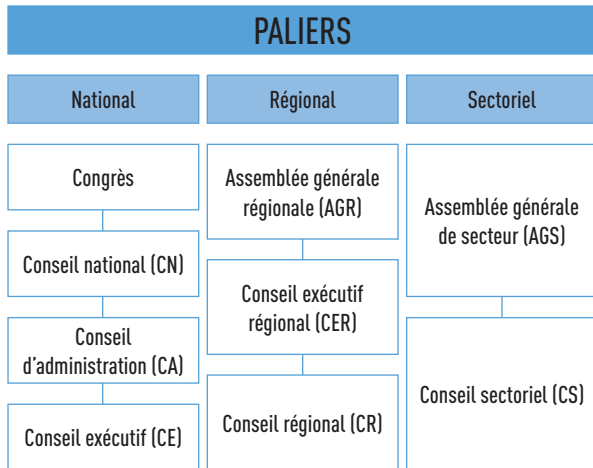 PALIERS
National
Régional
Sectoriel
Congrès
Conseil national (CN)
Conseil
d'administration (CA)
Conseil exécutif (CE)
Assemblée générale
régionale (AGR)
Conseil exécutif
régional (CER)
Conseil régional (CR)
Assemblée générale
de secteur (AGS)
Conseil sectoriel (CS)